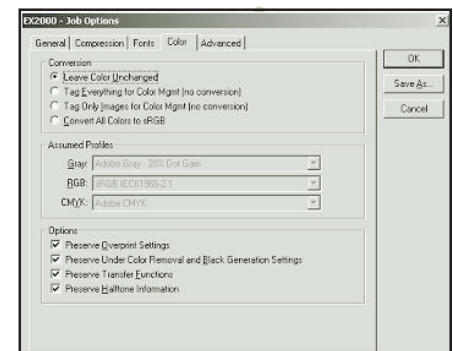 EX2000 - Job Options
General Compression Fonts Color Advanced
Conversion
Leave Color Unchanged
Tag Everything for Color Mgmt (no conversion)
Tag Only Images for Color Mgmt (no conversion)
Convert All Colors to sRGB
Assumed Profiles
Gray: Adobe Gray - 20% Dot Gain
RGB: sRGB IEC61966-2.1
CMYK: Adobe CMYK
Options
Preserve Overprint Settings
Preserve Under Color Removal and Black Generation Settings
Preserve Transfer Functions
Preserve Halftone Information
OK
Save As...
Cancel